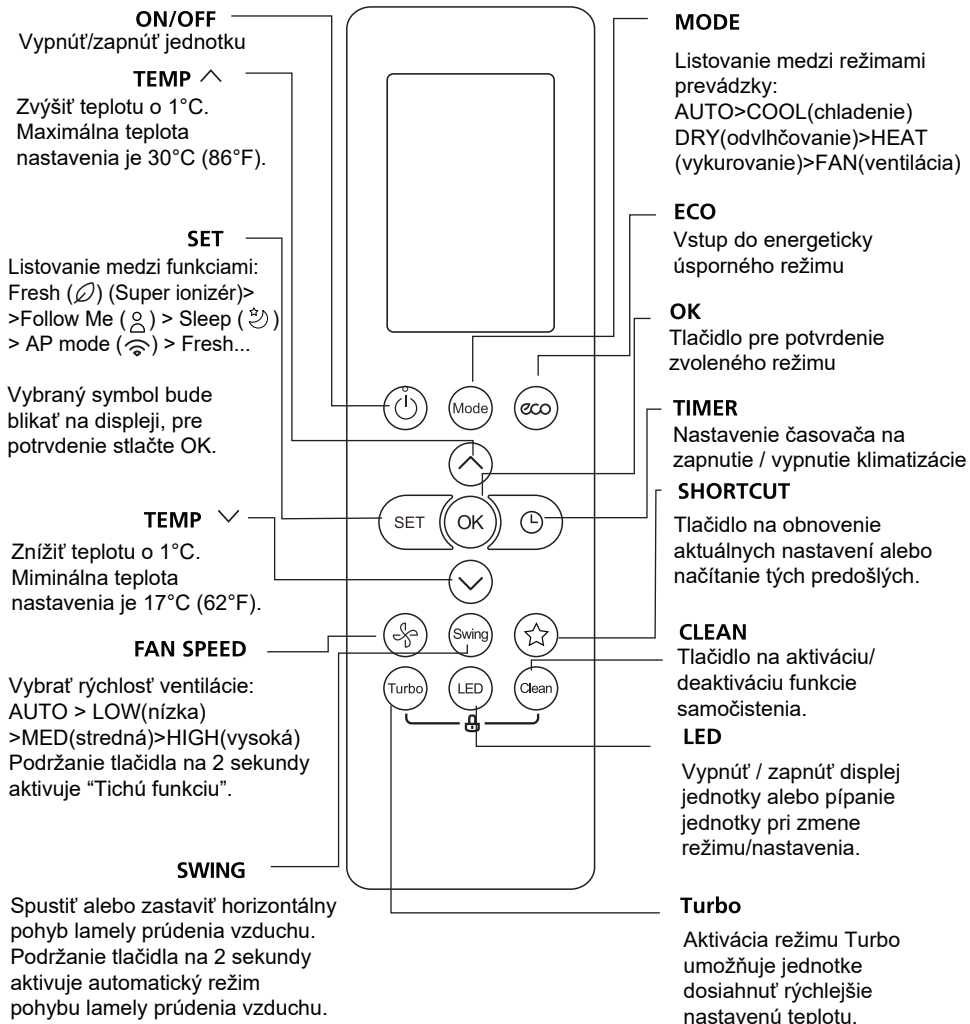 ON/OFF
Vypnúť/zapnúť jednotku
TEMP
Zvýšiť teplotu o 1°C.
Maximálna teplota
nastavenia je 30°C (86°F).
SET
Listovanie medzi funkciami:
Fresh ( ) (Super ionizér)>
>Follow Me ( ) > Sleep ( )
> AP mode ( ) > Fresh...
Vybraný symbol bude
blikať na displeji, pre
potvrdenie stlačte OK.
TEMP
Znížiť teplotu o 1°C.
Miminálna teplota
nastavenia je 17°C (62°F).
FAN SPEED
Vybrať rýchlosť ventilácie:
AUTO > LOW(nízka)
>MED(stredná)>HIGH(vysoká)
Podržanie tlačidla na 2 sekundy
aktivuje “Tichú funkciu”.
SWING
Spustiť alebo zastaviť horizontálny
pohyb lamely prúdenia vzduchu.
Podržanie tlačidla na 2 sekundy
aktivuje automatický režim
pohybu lamely prúdenia vzduchu.
Mode
eco
SET
OK
Swing
Turbo
LED
Clean
MODE
Listovanie medzi režimami
prevádzky:
AUTO>COOL(chladenie)
DRY(odvlhčovanie)>HEAT
(vykurovanie)>FAN(ventilácia)
ECO
Vstup do energeticky
úsporného režimu
OK
Tlačidlo pre potvrdenie
zvoleného režimu
TIMER
Nastavenie časovača na
zapnutie / vypnutie klimatizácie
SHORTCUT
Tlačidlo na obnovenie
aktuálnych nastavení alebo
načítanie tých predošlých.
CLEAN
Tlačidlo na aktiváciu/
deaktiváciu funkcie
samočistenia.
LED
Vypnúť / zapnúť displej
jednotky alebo pípanie
jednotky pri zmene
režimu/nastavenia.
Turbo
Aktivácia režimu Turbo
umožňuje jednotke
dosiahnuť rýchlejšie
nastavenú teplotu.